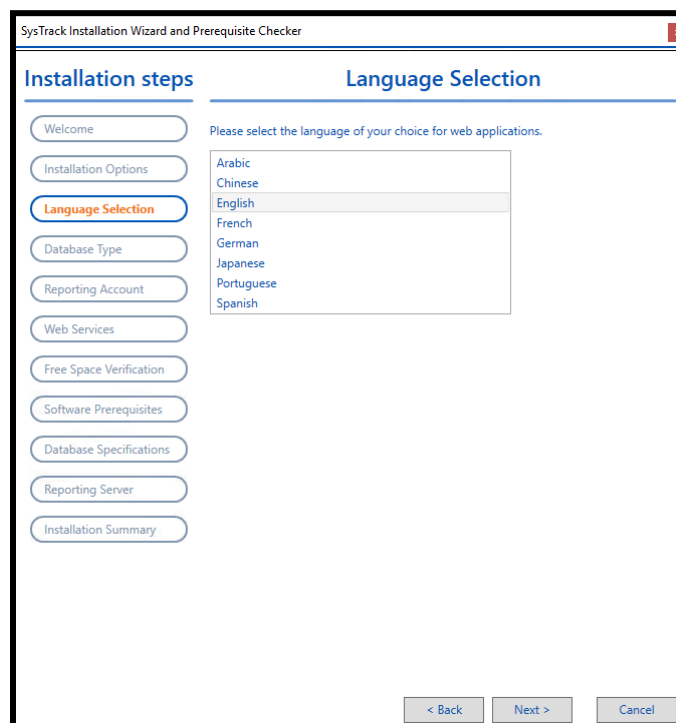 SysTrack Installation Wizard and Prerequisite Checker
Installation steps
Welcome
Installation Options
Language Selection
Database Type
Reporting Account
Web Services
Free Space Verification
Software Prerequisites
Database Specifications
Reporting Server
Installation Summary
Language Selection
Please select the language of your choice for web applications.
Arabic
Chinese
English
French
German
Japanese
Portuguese
Spanish
< Back
Next >
Cancel